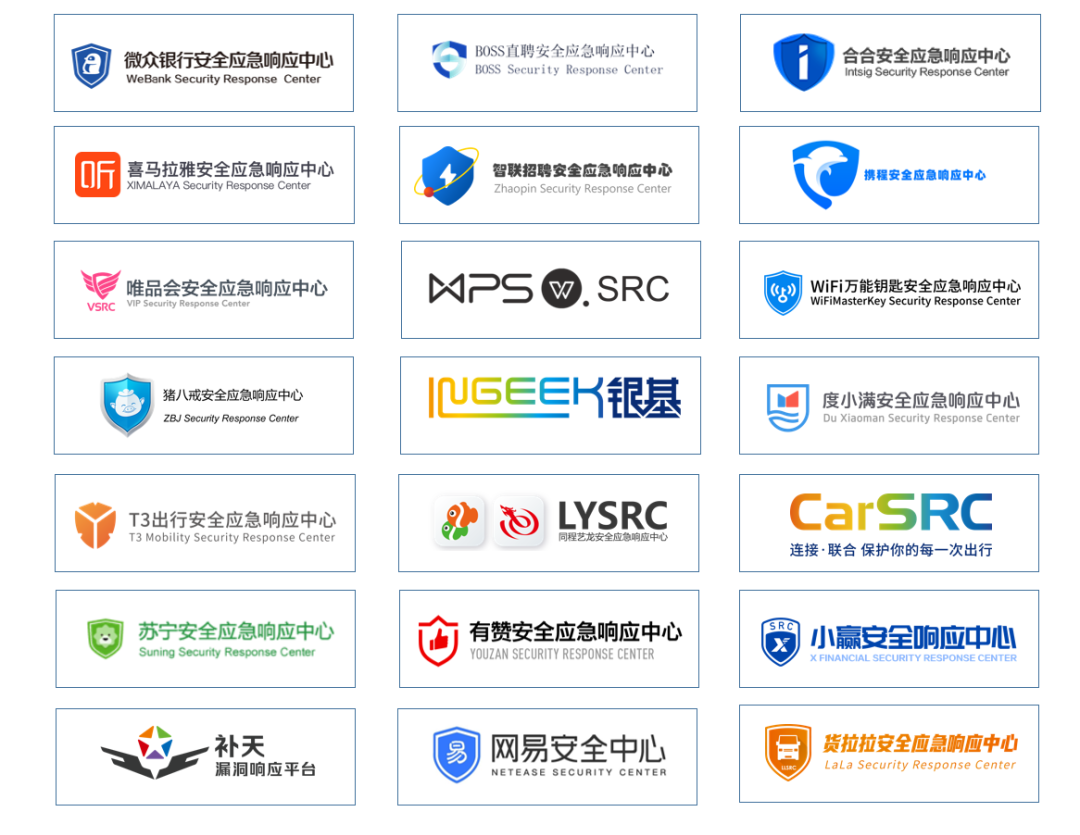 微众银行安全应急响应中心
WeBank Security Response Center
BOSS直聘安全应急响应中心
BOSS Security Response Center
合合安全应急响应中心
Intsig Security Response Center
听
喜马拉雅安全应急响应中心
XIMALAYA Security Response Center
智联招聘安全应急响应中心
Zhaopin Security Response Center
携程安全应急响应中心
VSRC
唯品会安全应急响应中心
VIP Security Response Center
WPS W.SRC
WiFi万能钥匙安全应急响应中心
WiFiMasterKey Security Response Center
猪八戒安全应急响应中心
ZBJ Security Response Center
INGEEK银基
度小满安全应急响应中心
Du Xiaoman Security Response Center
T3出行安全应急响应中心
T3 Mobility Security Response Center
LYSRC
同程艺龙安全应急响应中心
CarSRC
连接·联合 保护你的每一次出行
苏宁安全应急响应中心
Suning Security Response Center
有赞安全应急响应中心
YOUZAN SECURITY RESPONSE CENTER
SRC
X
小赢安全响应中心
X FINANCIAL SECURITY RESPONSE CENTER
补天
漏洞响应平台
易
网易安全中心
NETEASE SECURITY CENTER
LLSRC
货拉拉安全应急响应中心
LaLa Security Response Center